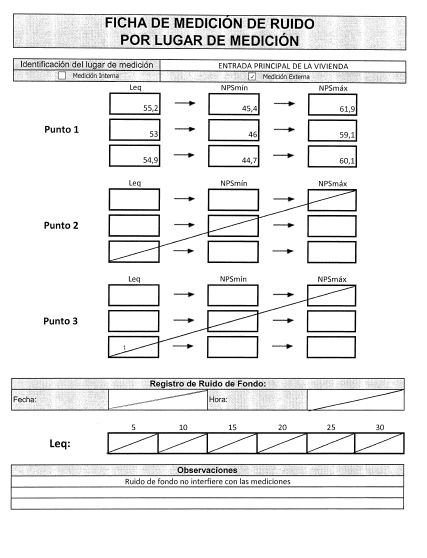 FICHA DE MEDICIÓN DE RUIDO
POR LUGAR DE MEDICIÓN
Identificación del lugar de medición ENTRADA PRINCIPAL DE LA VIVIENDA
Medición Interna Medición Externa
Leq NPSmín NPSmáx
55,2 45,4 61,9
Punto 1 53 46 59,1
54,9 44,7 60,1
Leq NPSmín NPSmáx
Punto 2
Leq NPSmín NPSmáx
Punto 3
Registro de Ruido de Fondo:
Fecha: Hora:
5 10 15 20 25 30
Leq:
Observaciones
Ruido de fondo no interfiere con las mediciones